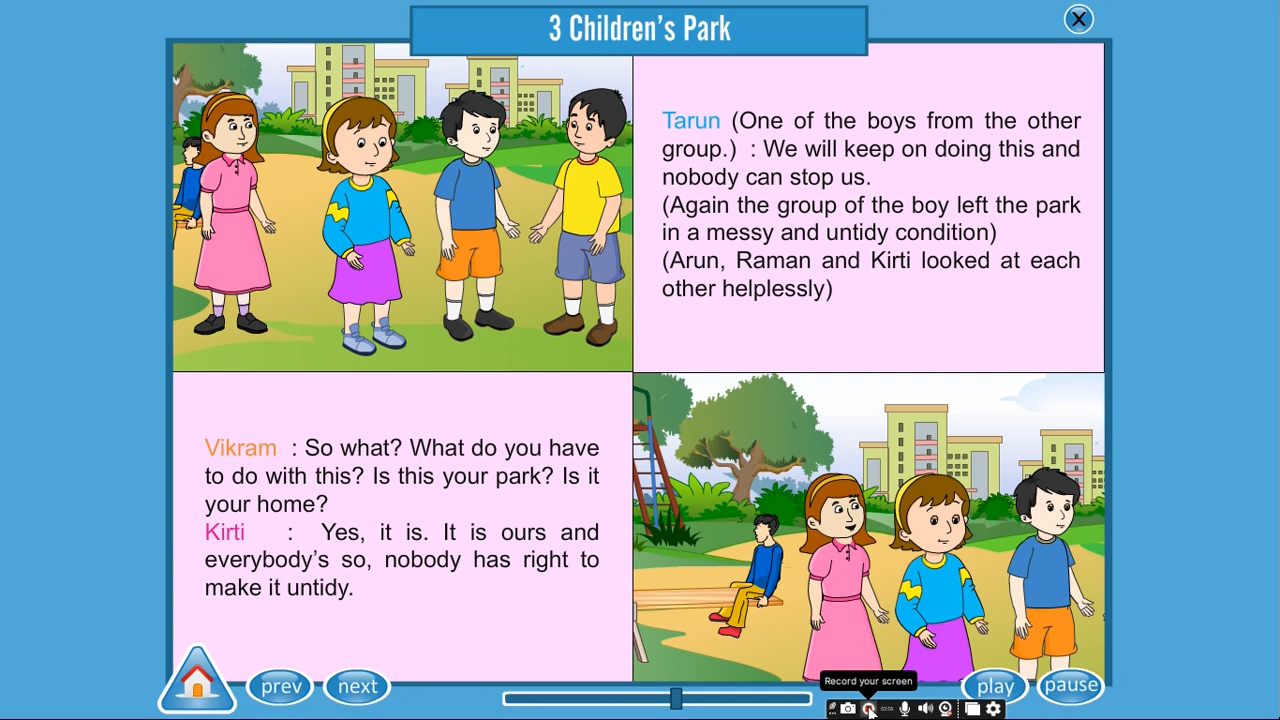 3 Children's Park
X
Tarun (One of the boys from the other
group.) : We will keep on doing this and
nobody can stop us.
(Again the group of the boy left the park
in a messy and untidy condition)
(Arun, Raman and Kirti looked at each
other helplessly)
Vikram : So what? What do you have
to do with this? Is this your park? Is it
your home?
Kirti : Yes, it is. It is ours and
everybody's so, nobody has right to
make it untidy.
prev
next
Record your screen
play
pause